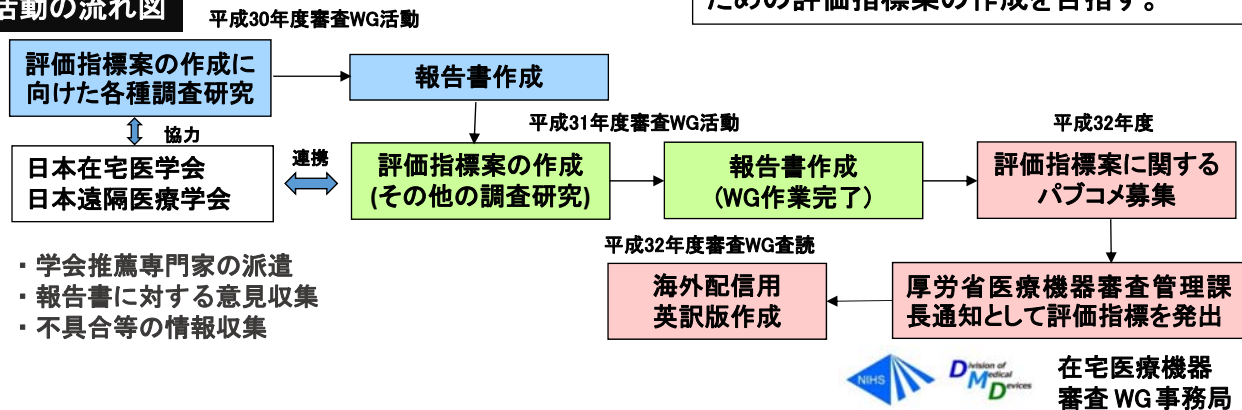 活動の流れ図
ための評価指標案の作成を目指す。
平成30年度審査WG活動
評価指標案の作成に
向けた各種調査研究
報告書作成
協力
日本在宅医学会
日本遠隔医療学会
連携
平成31年度審査WG活動
評価指標案の作成
(その他の調査研究)
報告書作成
(WG作業完了)
平成32年度
評価指標案に関する
パブコメ募集
・学会推薦専門家の派遣
・報告書に対する意見収集
・不具合等の情報収集
平成32年度審査WG査読
海外配信用
英訳版作成
厚労省医療機器審査管理課
長通知として評価指標を発出
NIHS
Division of
Medical
Devices
在宅医療機器
審査WG事務局